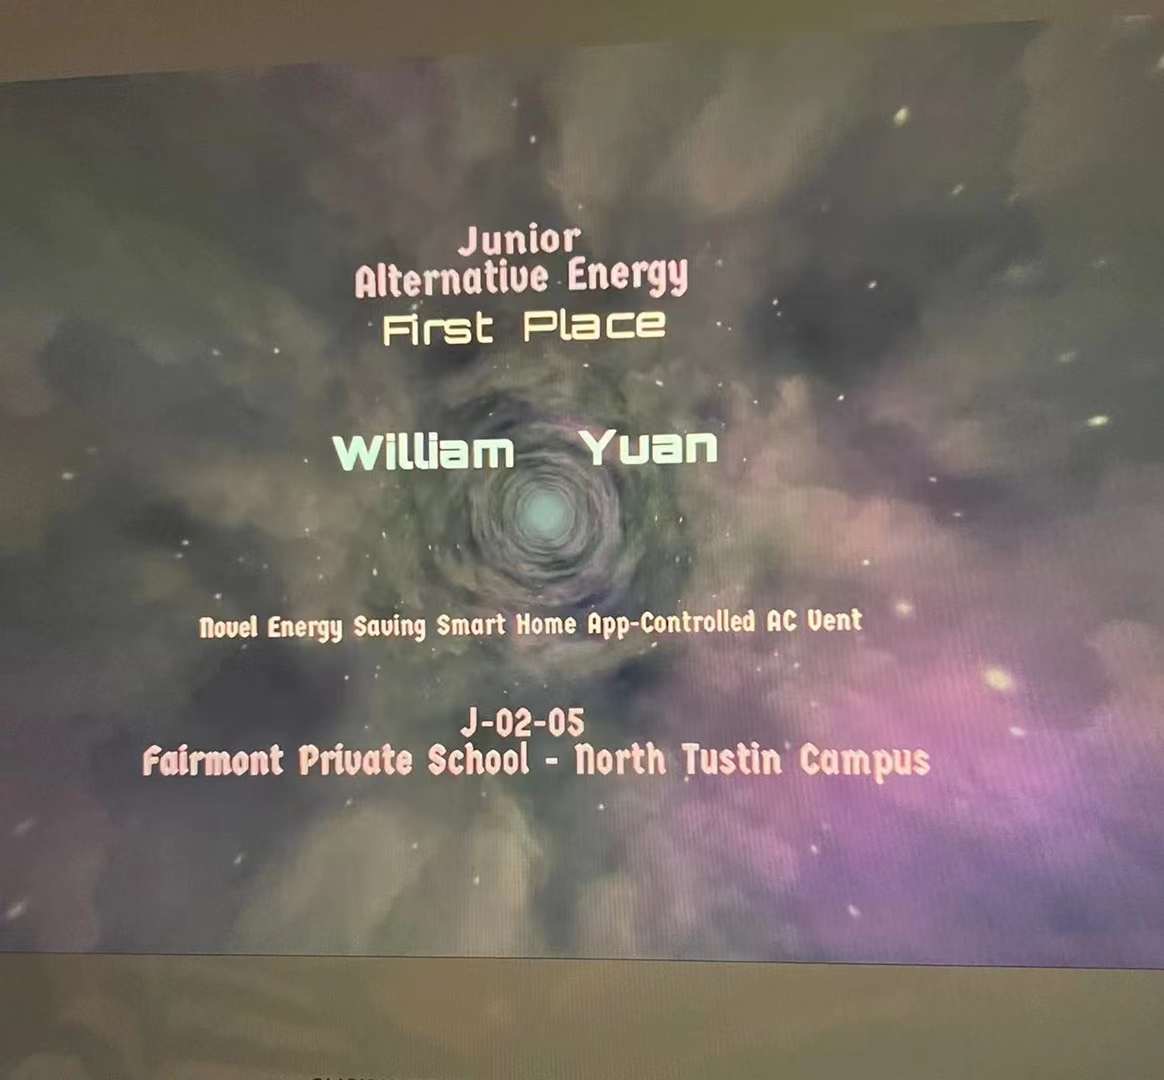 Junior
Alternative Energy
First Place
William Yuan
Novel Energy Saving Smart Home App-Controlled AC Vent
J-02-05
Fairmont Private School - North Tustin Campus